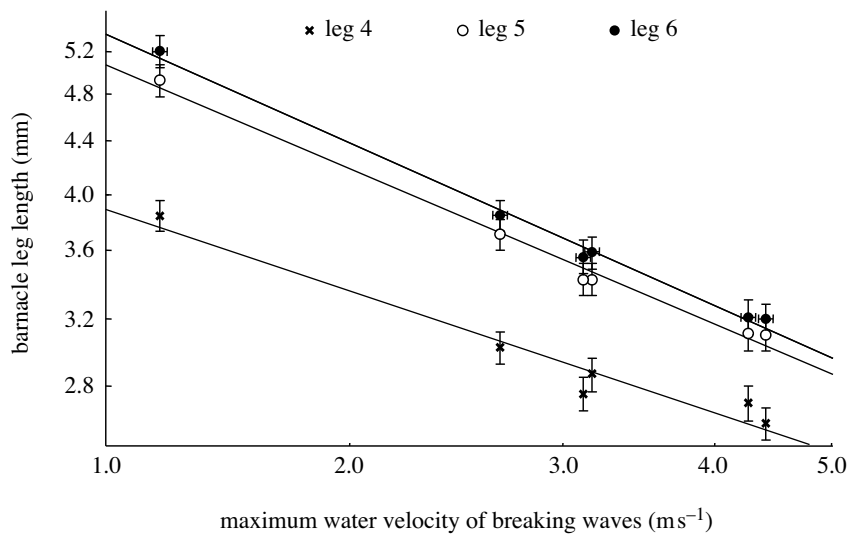 leg 4 leg 5 leg 6
5.2
4.8
4.4
4.0
3.6
3.2
2.8
barnacle leg length (mm)
1.0 2.0 3.0 4.0 5.0
maximum water velocity of breaking waves (m s⁻¹)